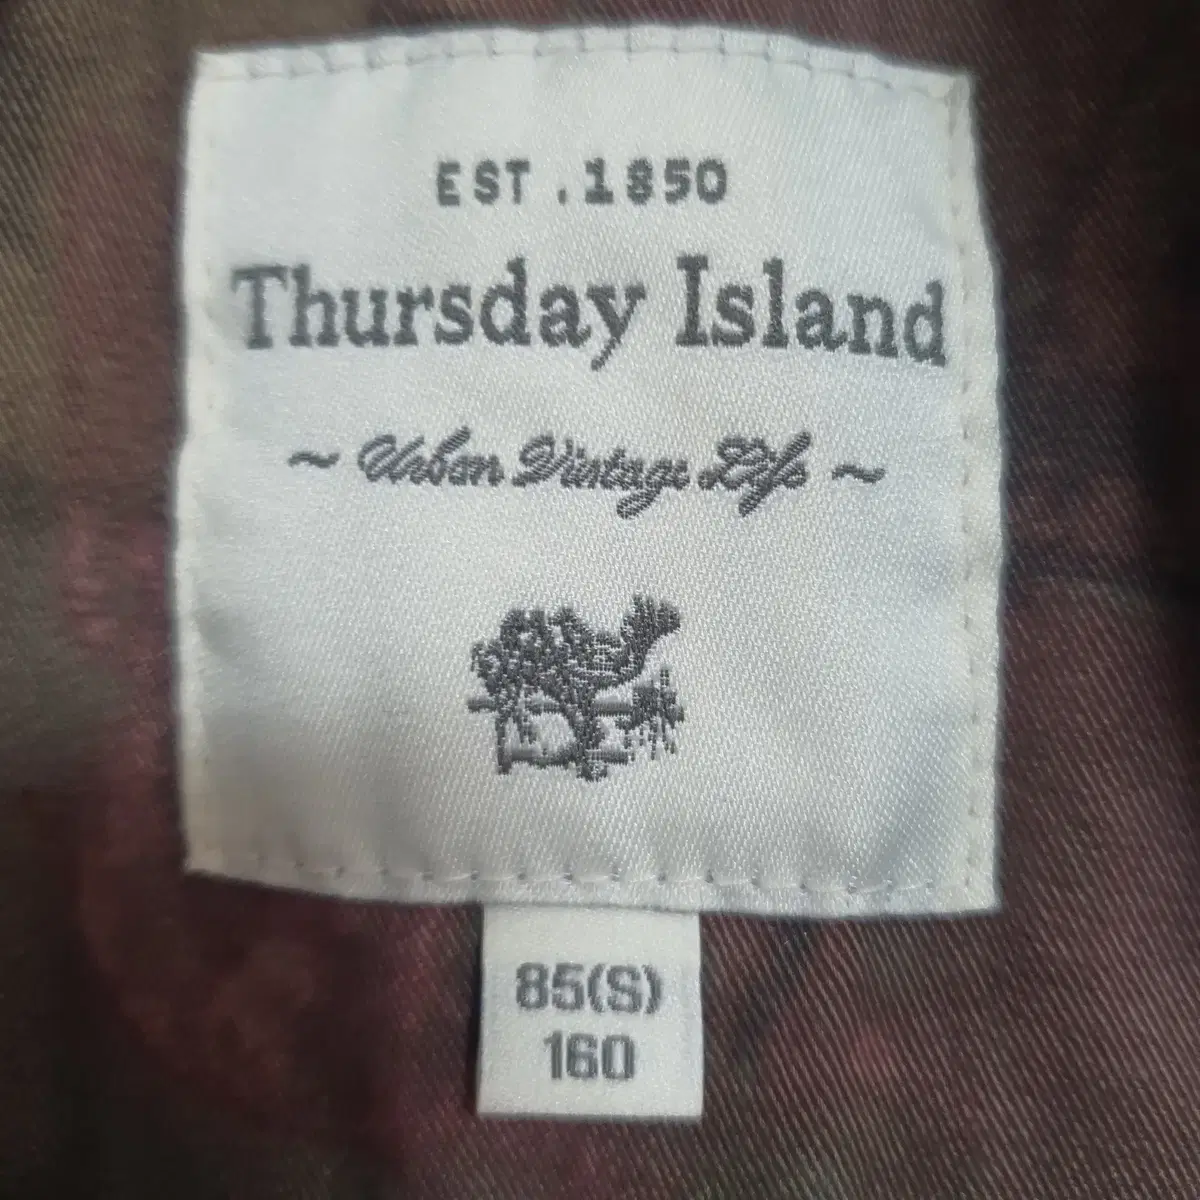 EST.1850
Thursday Island
~ Urban Vintage Life ~
85(S)
160